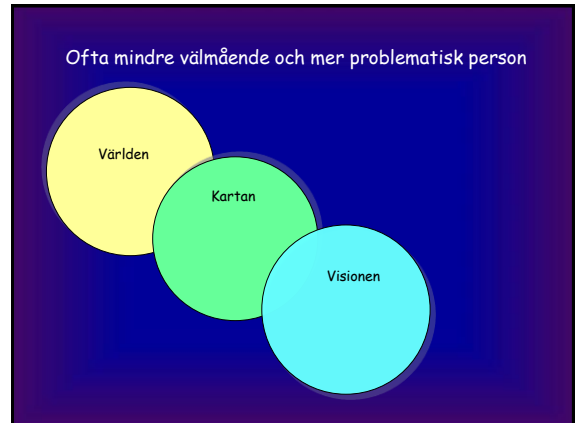 Ofta mindre välmående och mer problematisk person
Världen
Kartan
Visionen